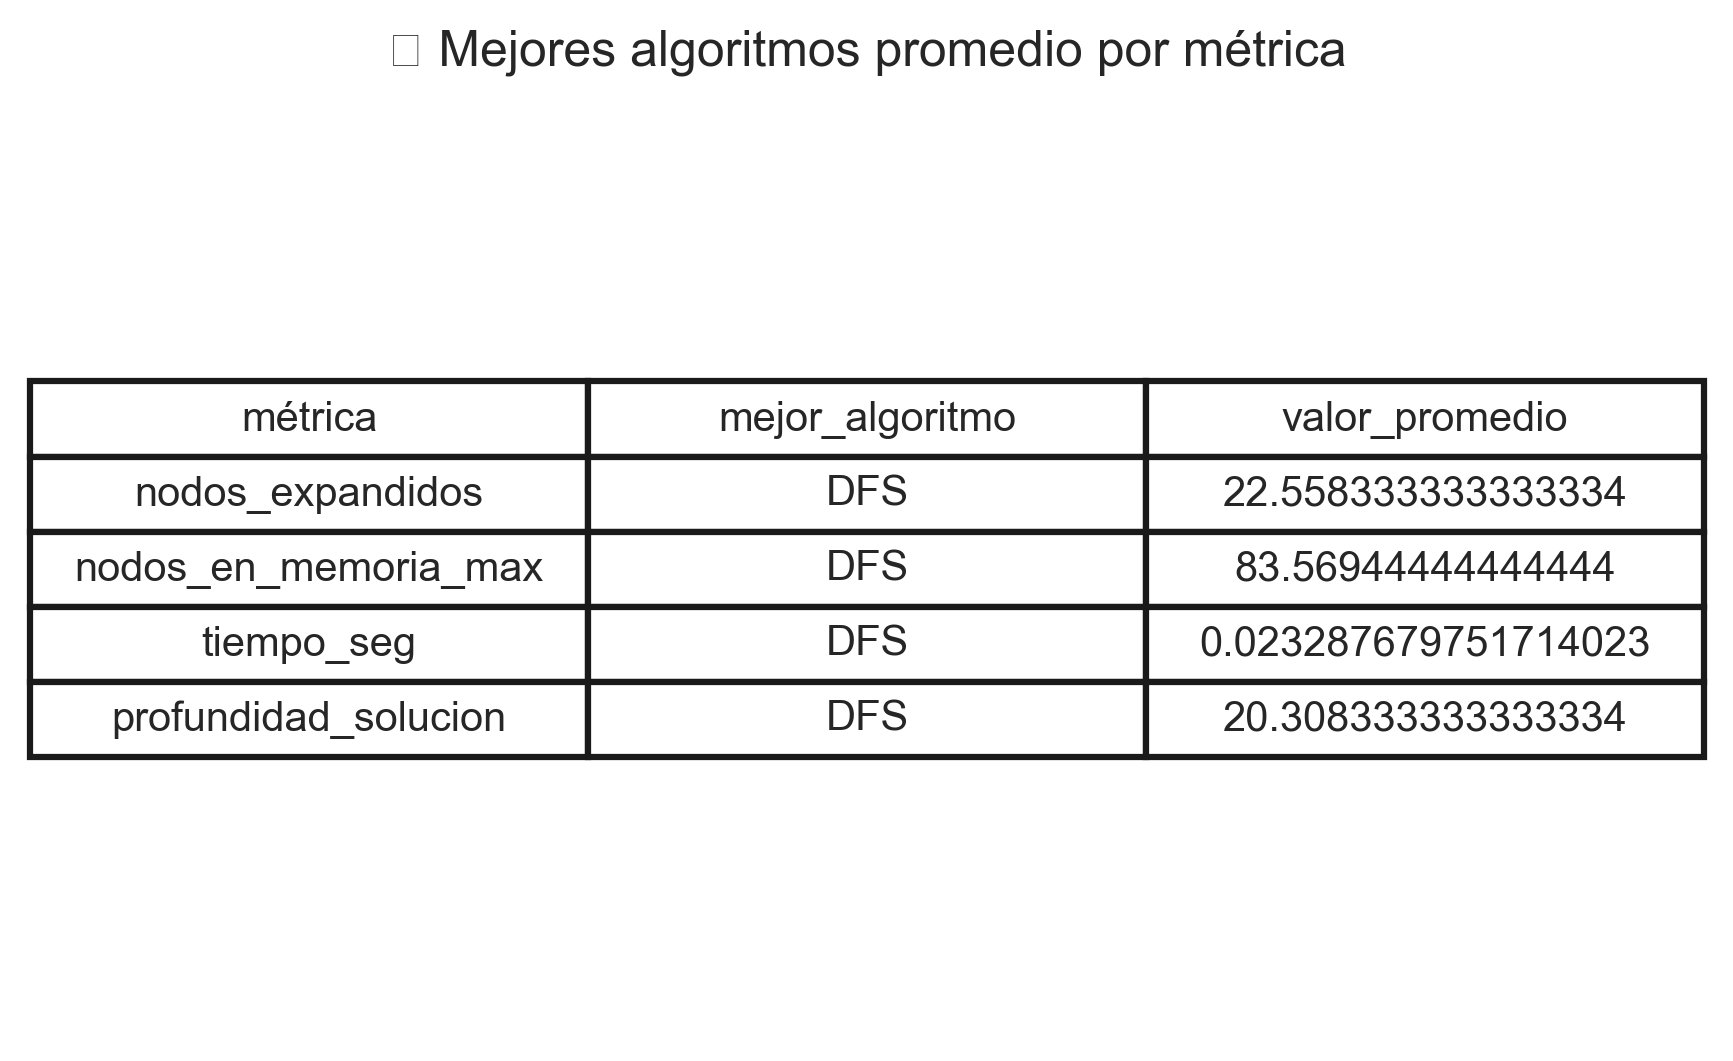 Mejores algoritmos promedio por métrica
métrica mejor_algoritmo valor_promedio
nodos_expandidos DFS 22.558333333333334
nodos_en_memoria_max DFS 83.56944444444444
tiempo_seg DFS 0.023287679751714023
profundidad_solucion DFS 20.308333333333334